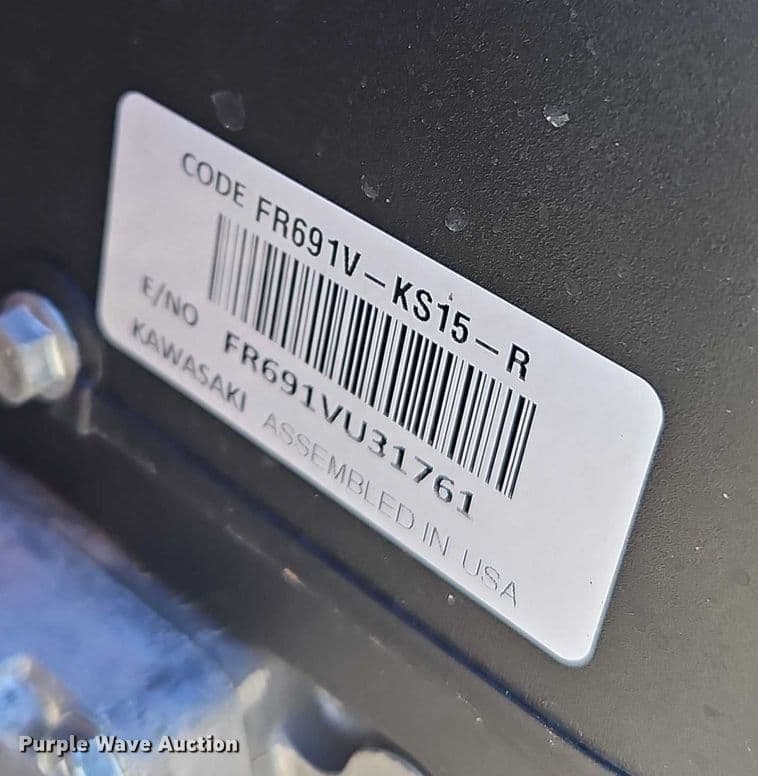 CODE FR691V-KS15-R
E/NO FR691VU31761
KAWASAKI ASSEMBLED IN USA
Purple Wave Auction